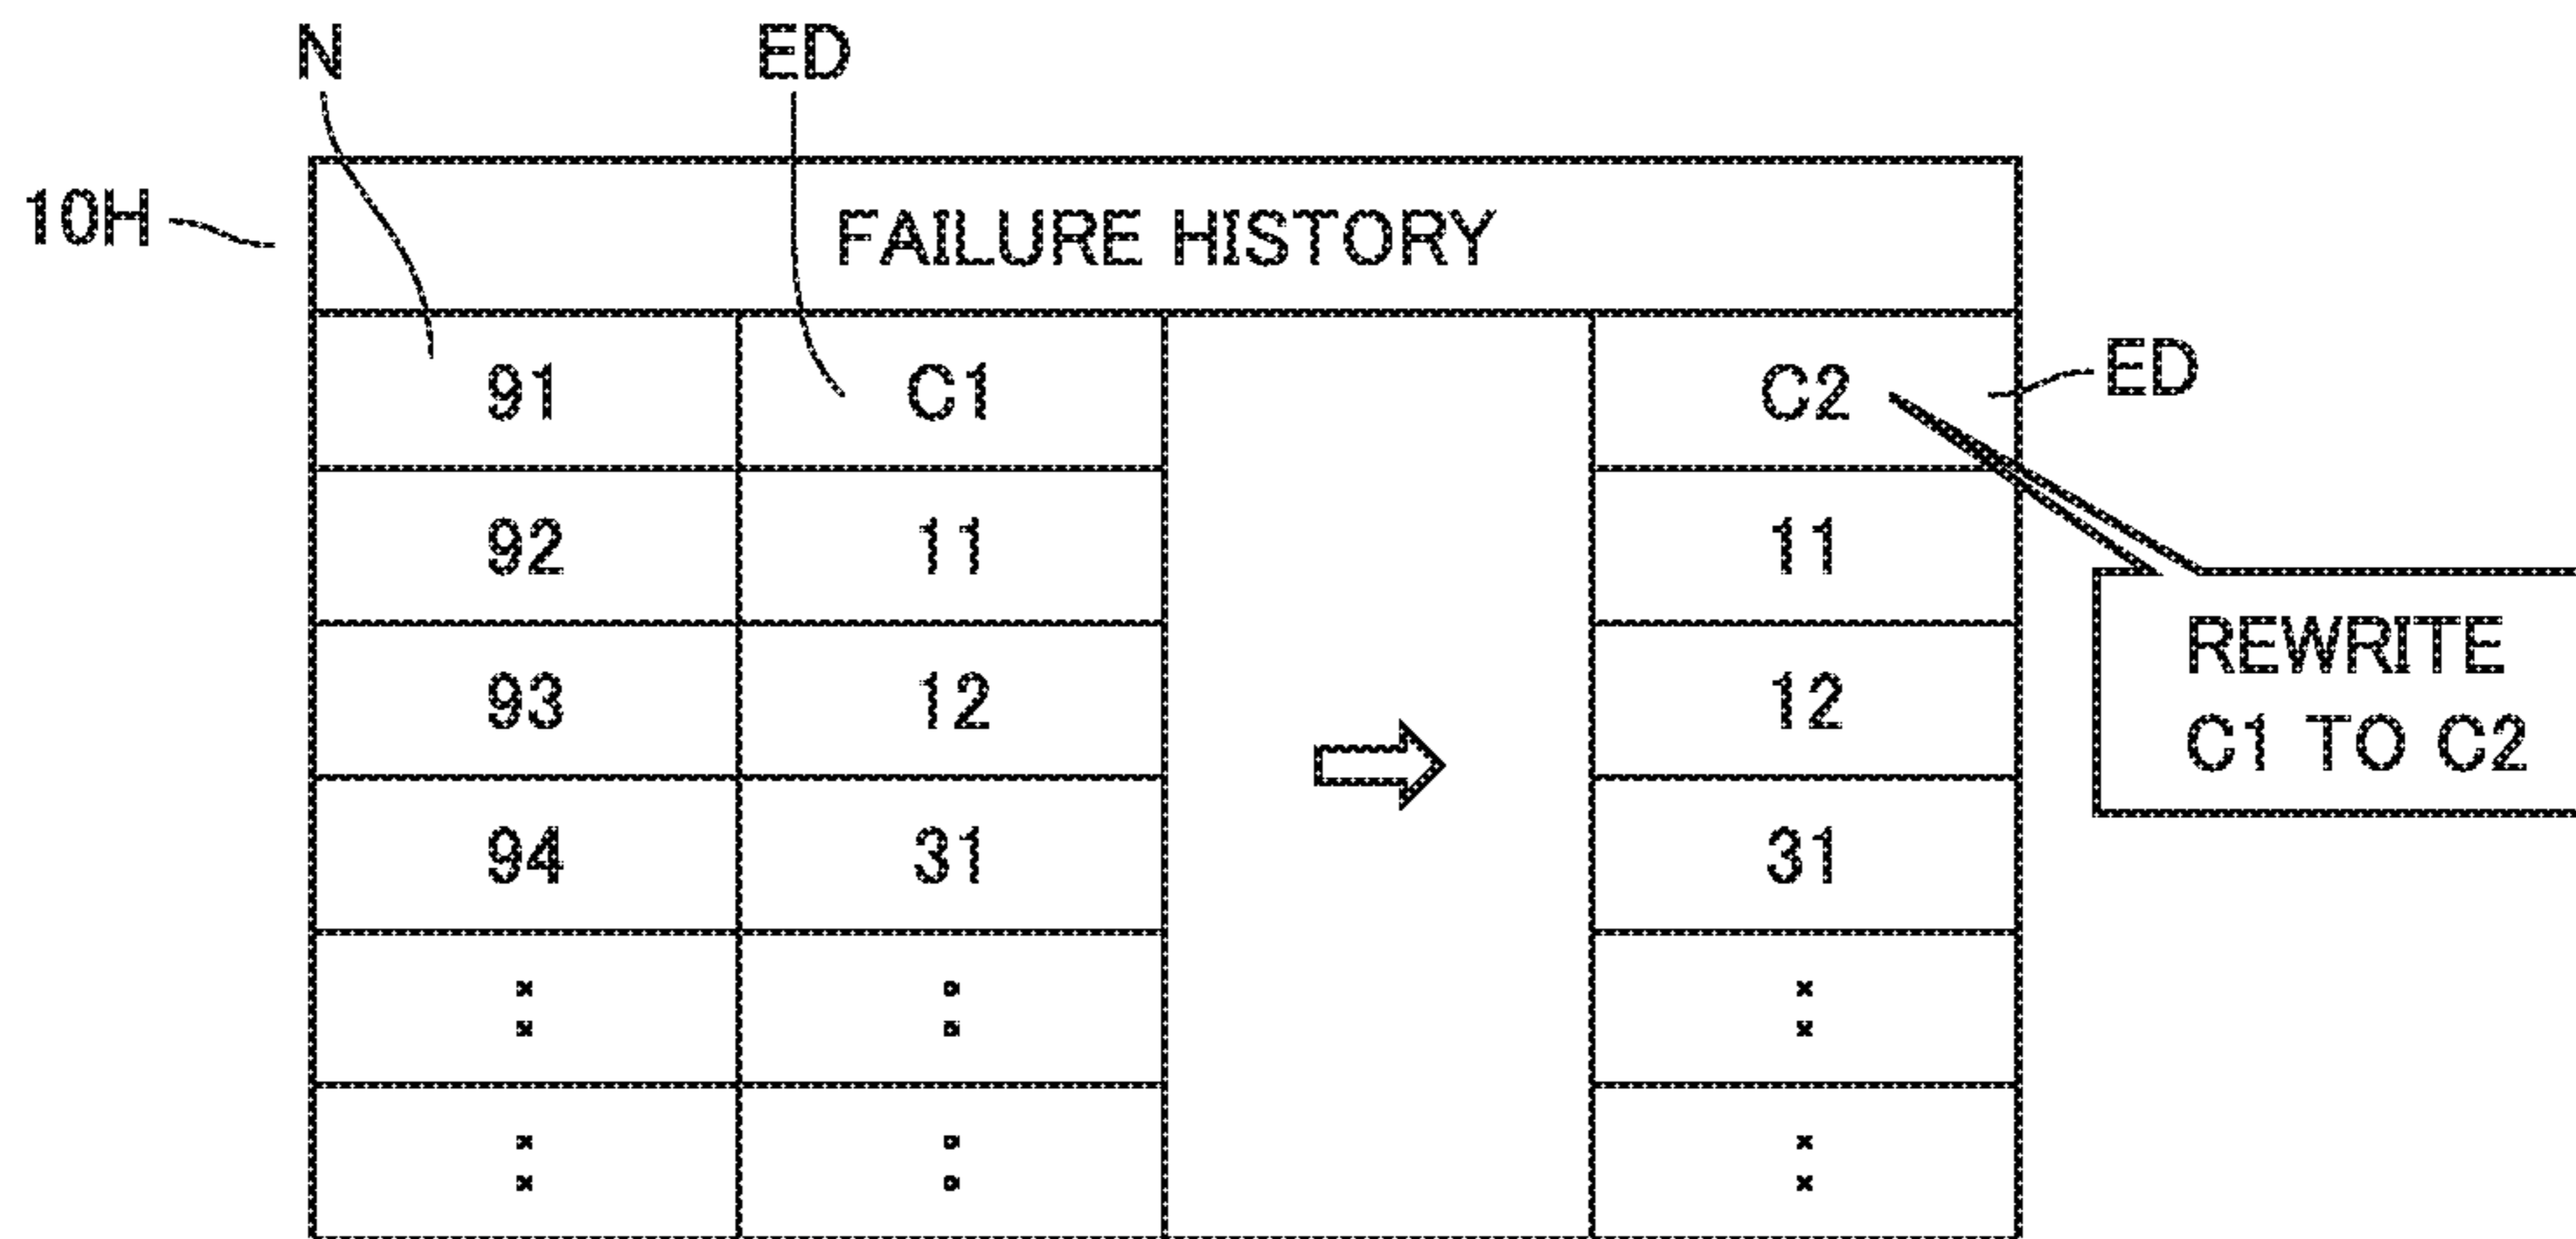 N ED
10H
FAILURE HISTORY
91 C1 C2 ED
92 11 11
93 12 12
94 31 31
REWRITE
C1 TO C2